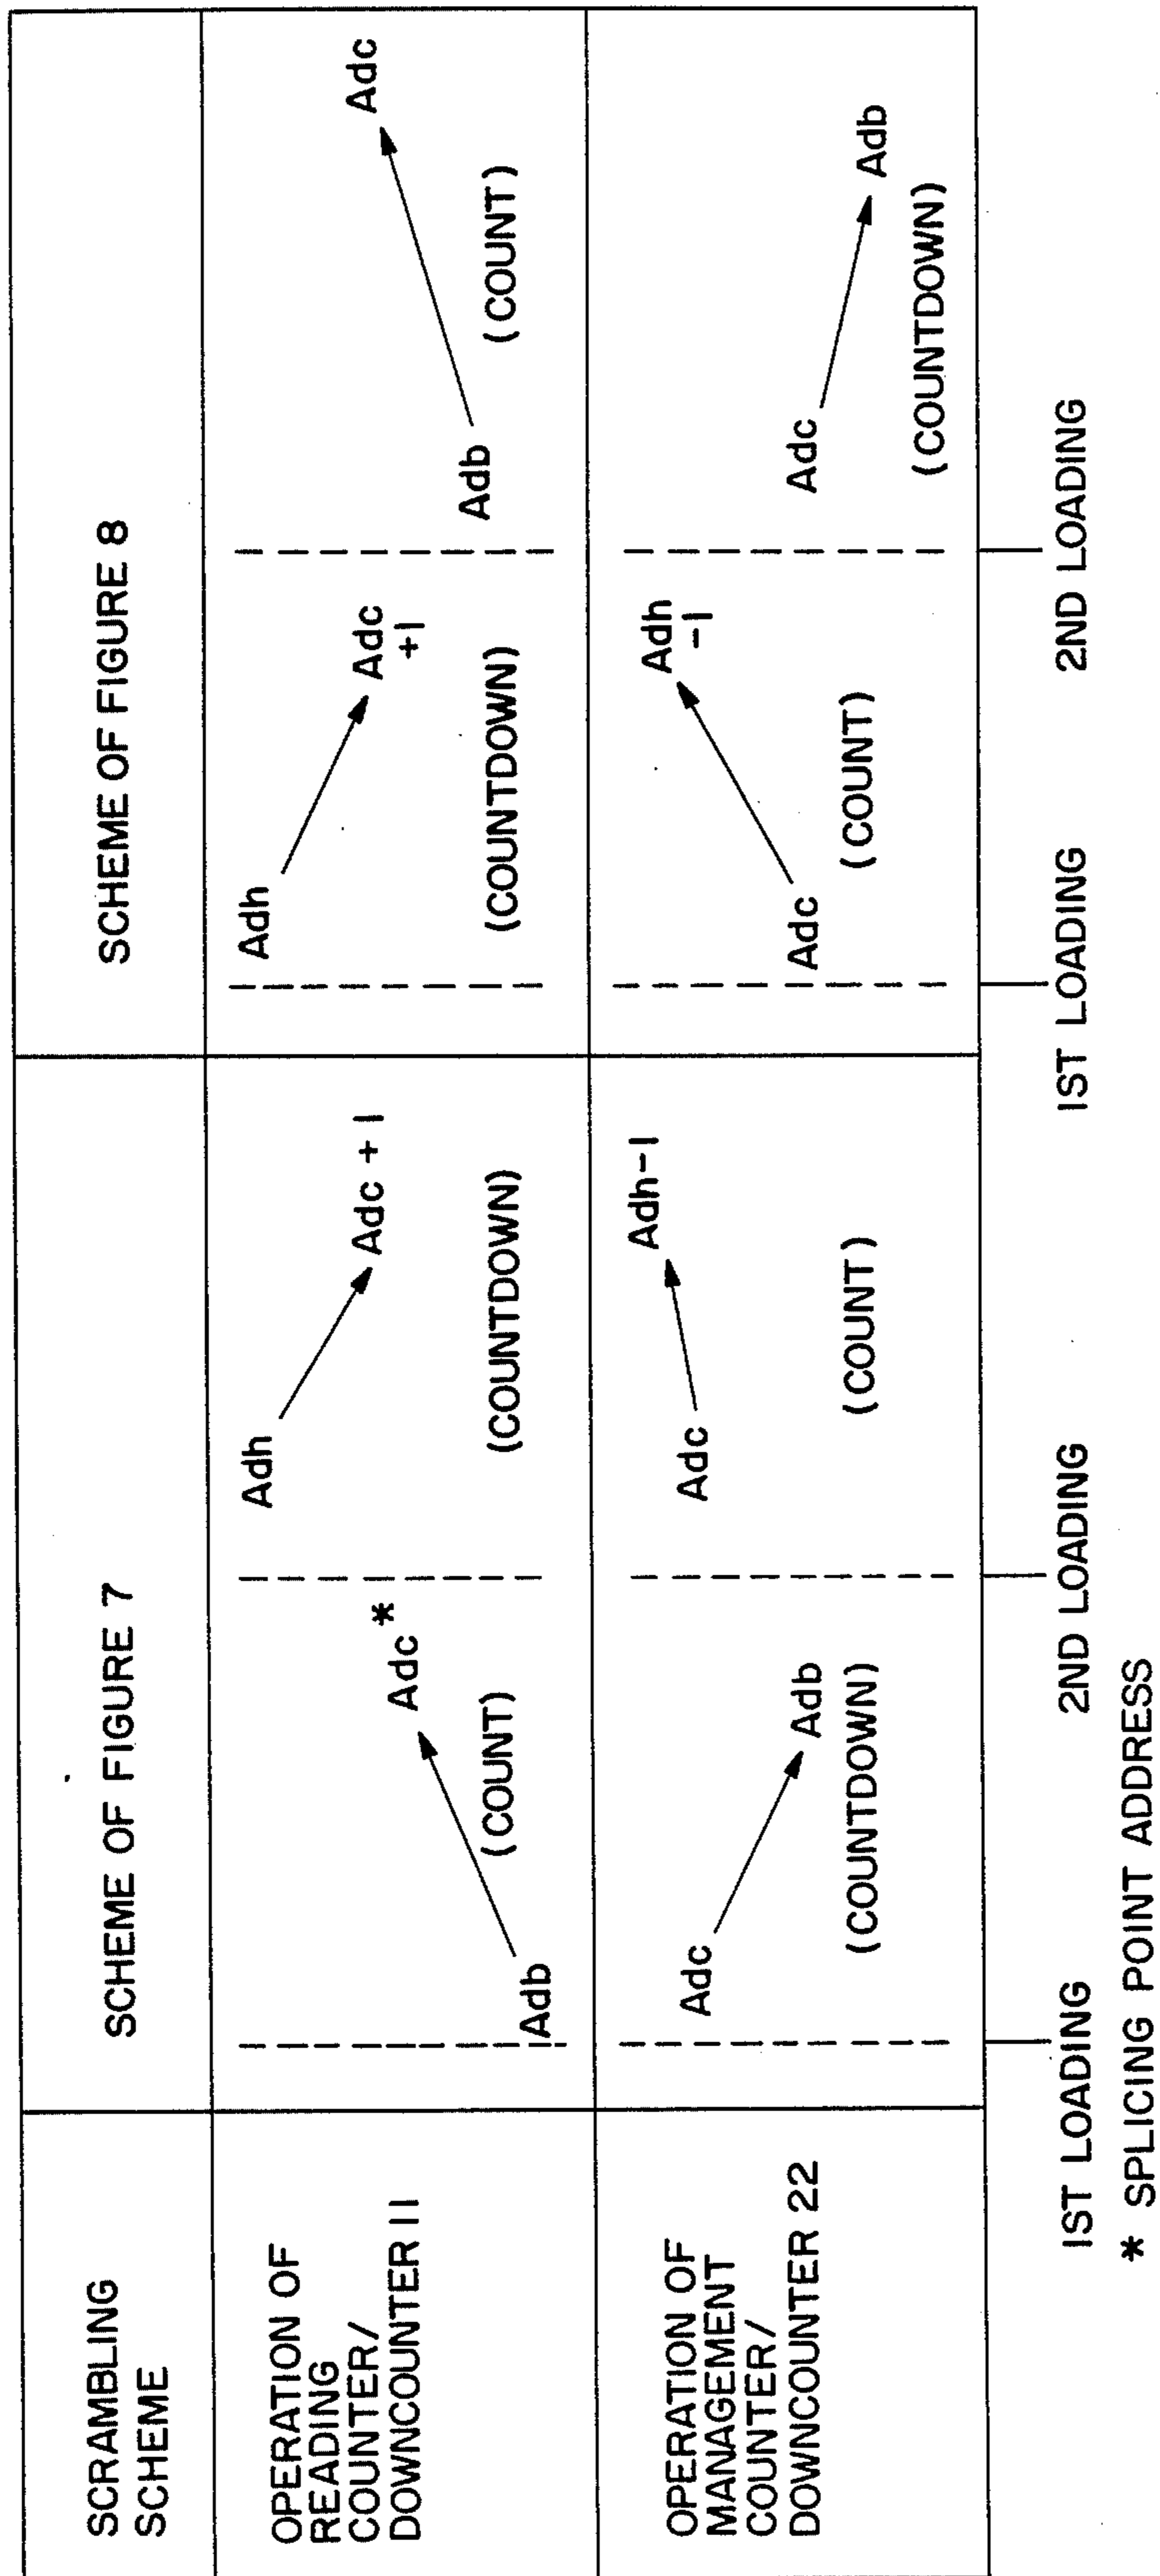 SCRAMBLING
SCHEME
SCHEME OF FIGURE 7
SCHEME OF FIGURE 8
OPERATION OF
READING
COUNTER/
DOWNCOUNTER 11
Adb
Adc *
(COUNT)
Adh
Adc + 1
(COUNTDOWN)
Adh
Adc
+1
(COUNTDOWN)
Adb
Adc
(COUNT)
OPERATION OF
MANAGEMENT
COUNTER/
DOWNCOUNTER 22
Adc
Adb
(COUNTDOWN)
Adc
Adh-1
(COUNT)
Adc
Adh
-1
(COUNT)
Adc
Adb
(COUNTDOWN)
1ST LOADING
2ND LOADING
1ST LOADING
2ND LOADING
* SPLICING POINT ADDRESS